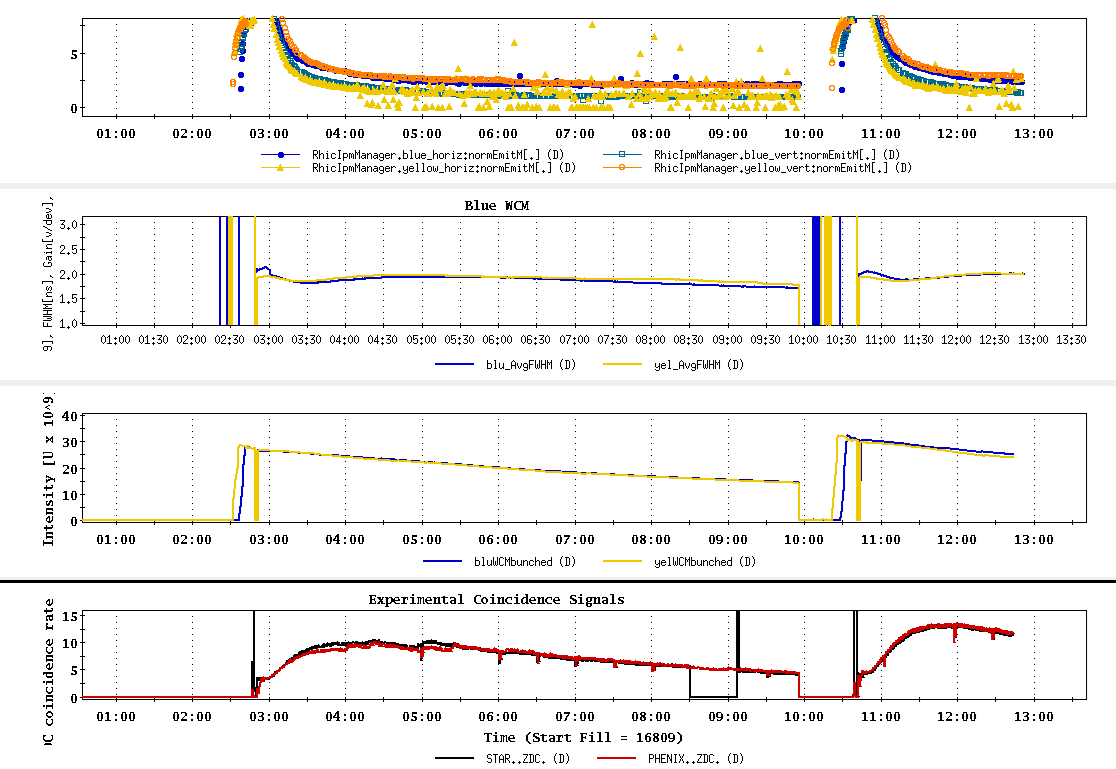 5
0
01:00 02:00 03:00 04:00 05:00 06:00 07:00 08:00 09:00 10:00 11:00 12:00 13:00
RhicIpmManager.blue_horiz:normEmitM[.] (D) RhicIpmManager.blue_vert:normEmitM[.] (D)
RhicIpmManager.yellow_horiz:normEmitM[.] (D) RhicIpmManager.yellow_vert:normEmitM[.] (D)
Blue WCM
9], FWHM[ns], Gain[v/dev],
3.0
2.5
2.0
1.5
1.0
01:00 01:30 02:00 02:30 03:00 03:30 04:00 04:30 05:00 05:30 06:00 06:30 07:00 07:30 08:00 08:30 09:00 09:30 10:00 10:30 11:00 11:30 12:00 12:30 13:00 13:30
blu_AvgFWHM (D) yel_AvgFWHM (D)
Intensity [U x 10^9
40
30
20
10
0
01:00 02:00 03:00 04:00 05:00 06:00 07:00 08:00 09:00 10:00 11:00 12:00 13:00
bluWCMbunched (D) yelWCMbunched (D)
Experimental Coincidence Signals
C coincidence rate
15
10
5
0
01:00 02:00 03:00 04:00 05:00 06:00 07:00 08:00 09:00 10:00 11:00 12:00 13:00
Time (Start Fill = 16809)
STAR..ZDC. (D) PHENIX..ZDC. (D)